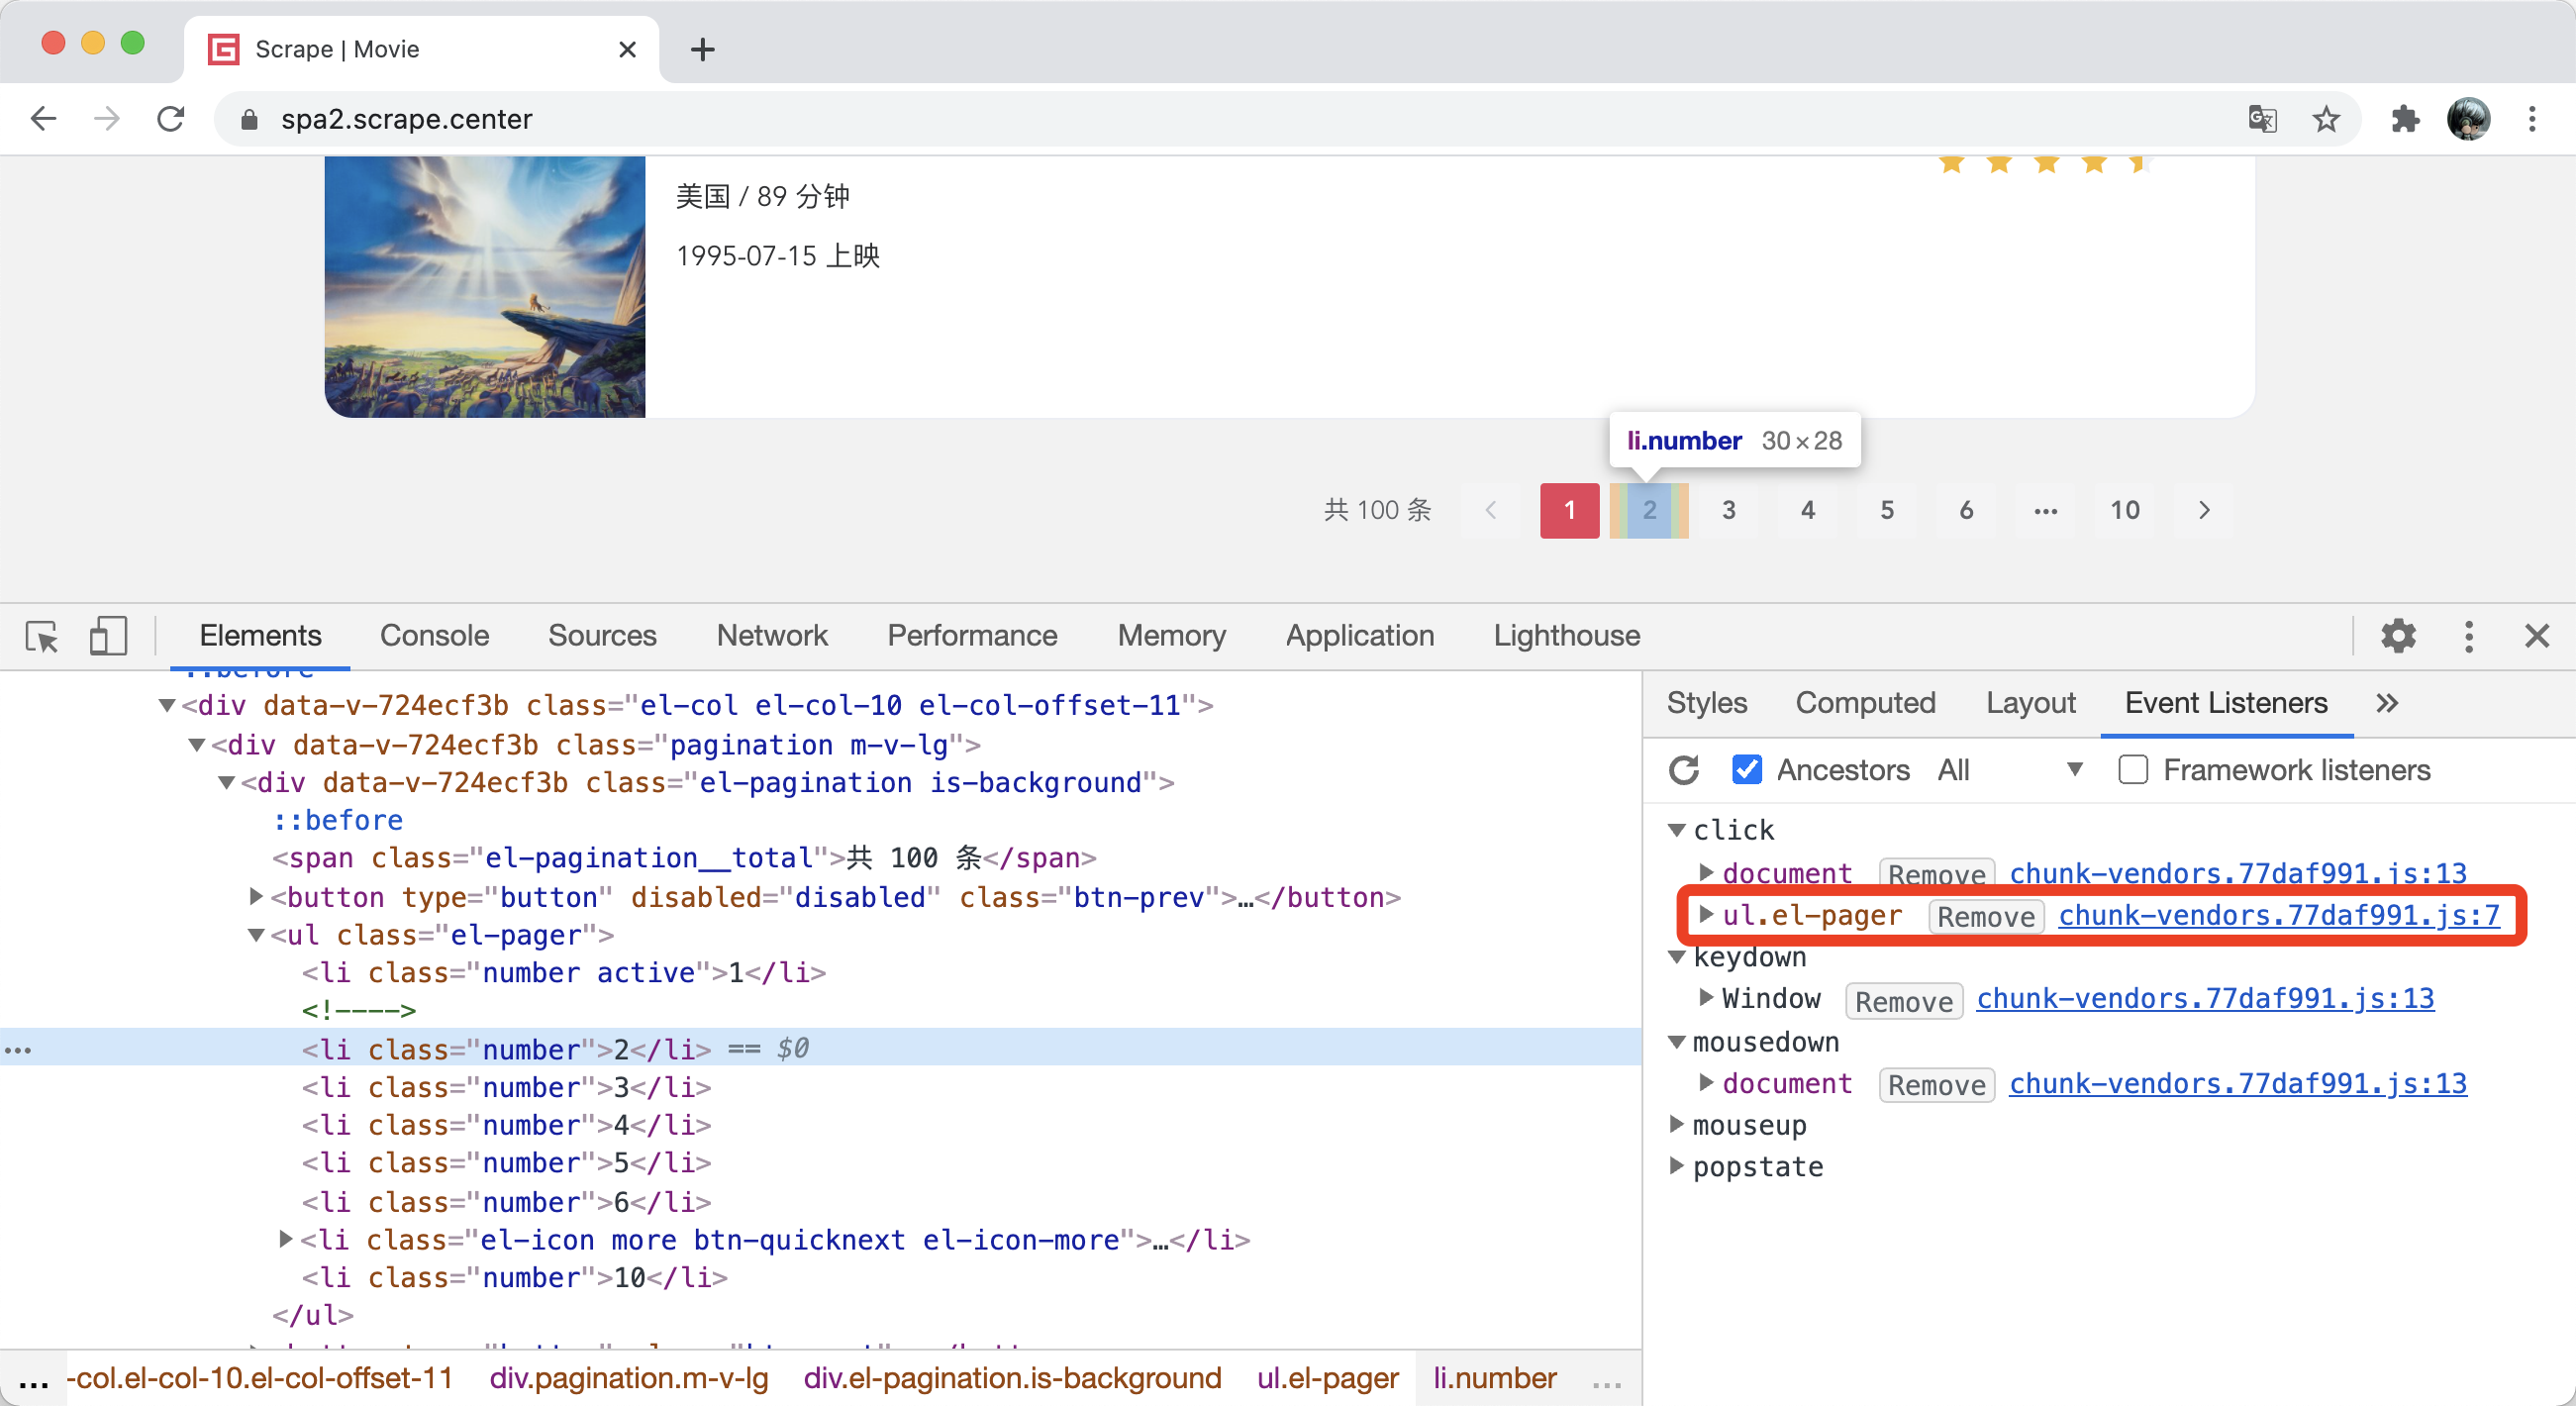 Scrape | Movie
spa2.scrape.center
美国 / 89 分钟
1995-07-15 上映
li.number 30×28
共 100 条 1 2 3 4 5 6 ••• 10
Elements Console Sources Network Performance Memory Application Lighthouse
::before
<div data-v-724ecf3b class="el-col el-col-10 el-col-offset-11">
<div data-v-724ecf3b class="pagination m-v-lg">
<div data-v-724ecf3b class="el-pagination is-background">
::before
<span class="el-pagination__total">共 100 条</span>
<button type="button" disabled="disabled" class="btn-prev">…</button>
<ul class="el-pager">
<li class="number active">1</li>
<!---->
<li class="number">2</li> == $0
<li class="number">3</li>
<li class="number">4</li>
<li class="number">5</li>
<li class="number">6</li>
<li class="el-icon more btn-quicknext el-icon-more">…</li>
<li class="number">10</li>
</ul>
... -col.el-col-10.el-col-offset-11 div.pagination.m-v-lg div.el-pagination.is-background ul.el-pager li.number ...
Styles Computed Layout Event Listeners
Ancestors All Framework listeners
click
document Remove chunk-vendors.77daf991.js:13
ul.el-pager Remove chunk-vendors.77daf991.js:7
keydown
Window Remove chunk-vendors.77daf991.js:13
mousedown
document Remove chunk-vendors.77daf991.js:13
mouseup
popstate